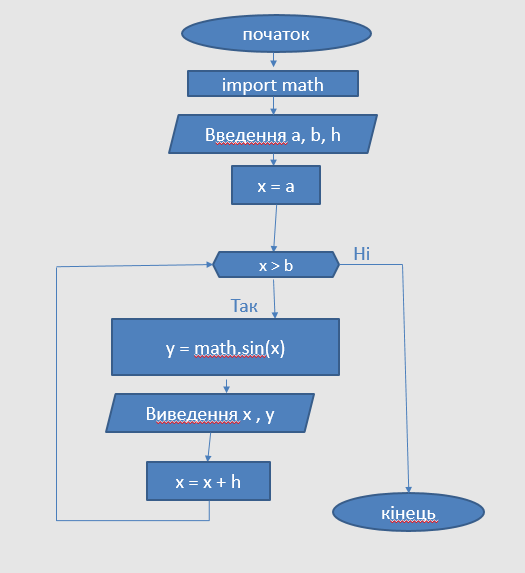 початок
import math
Введення a, b, h
x = a
x > b
Ні
Так
y = math.sin(x)
Виведення x , y
x = x + h
кінець